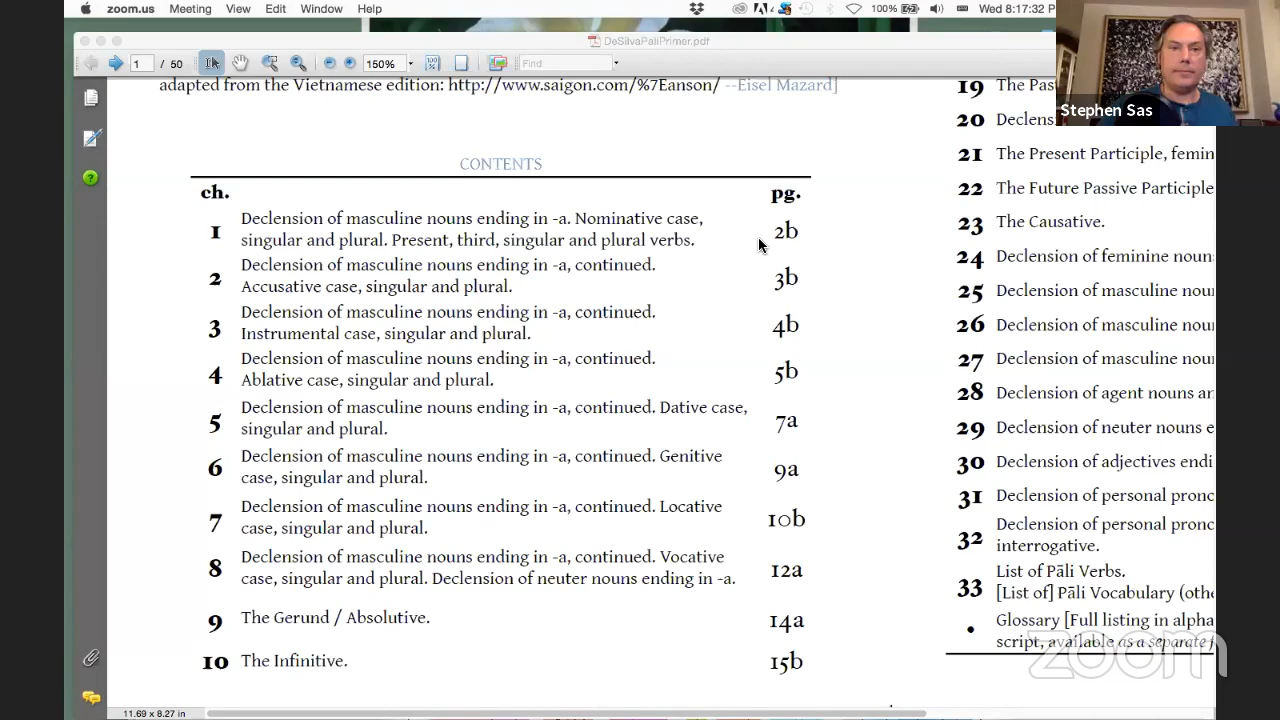 zoom.us Meeting View Edit Window Help
100% Wed 8:17:32 P
DeSilvaPaliPrimer.pdf
1 / 50 150% Find
adapted from the Vietnamese edition: http://www.saigon.com/%7Eanson/ --Eisel Mazard]
CONTENTS
ch. pg.
1 Declension of masculine nouns ending in -a. Nominative case, singular and plural. Present, third, singular and plural verbs. 2b
2 Declension of masculine nouns ending in -a, continued. Accusative case, singular and plural. 3b
3 Declension of masculine nouns ending in -a, continued. Instrumental case, singular and plural. 4b
4 Declension of masculine nouns ending in -a, continued. Ablative case, singular and plural. 5b
5 Declension of masculine nouns ending in -a, continued. Dative case, singular and plural. 7a
6 Declension of masculine nouns ending in -a, continued. Genitive case, singular and plural. 9a
7 Declension of masculine nouns ending in -a, continued. Locative case, singular and plural. 10b
8 Declension of masculine nouns ending in -a, continued. Vocative case, singular and plural. Declension of neuter nouns ending in -a. 12a
9 The Gerund / Absolutive. 14a
10 The Infinitive. 15b
19 The Pas
20 Declens
21 The Present Participle, femin
22 The Future Passive Participle
23 The Causative.
24 Declension of feminine noun
25 Declension of masculine nou
26 Declension of masculine nou
27 Declension of masculine nou
28 Declension of agent nouns an
29 Declension of neuter nouns e
30 Declension of adjectives endi
31 Declension of personal pronc
32 Declension of personal pronc
interrogative.
33 List of Pāli Verbs.
[List of] Pāli Vocabulary (othe
• Glossary [Full listing in alpha
script, available as a separate f
Stephen Sas
zoom
11.69 x 8.27 in